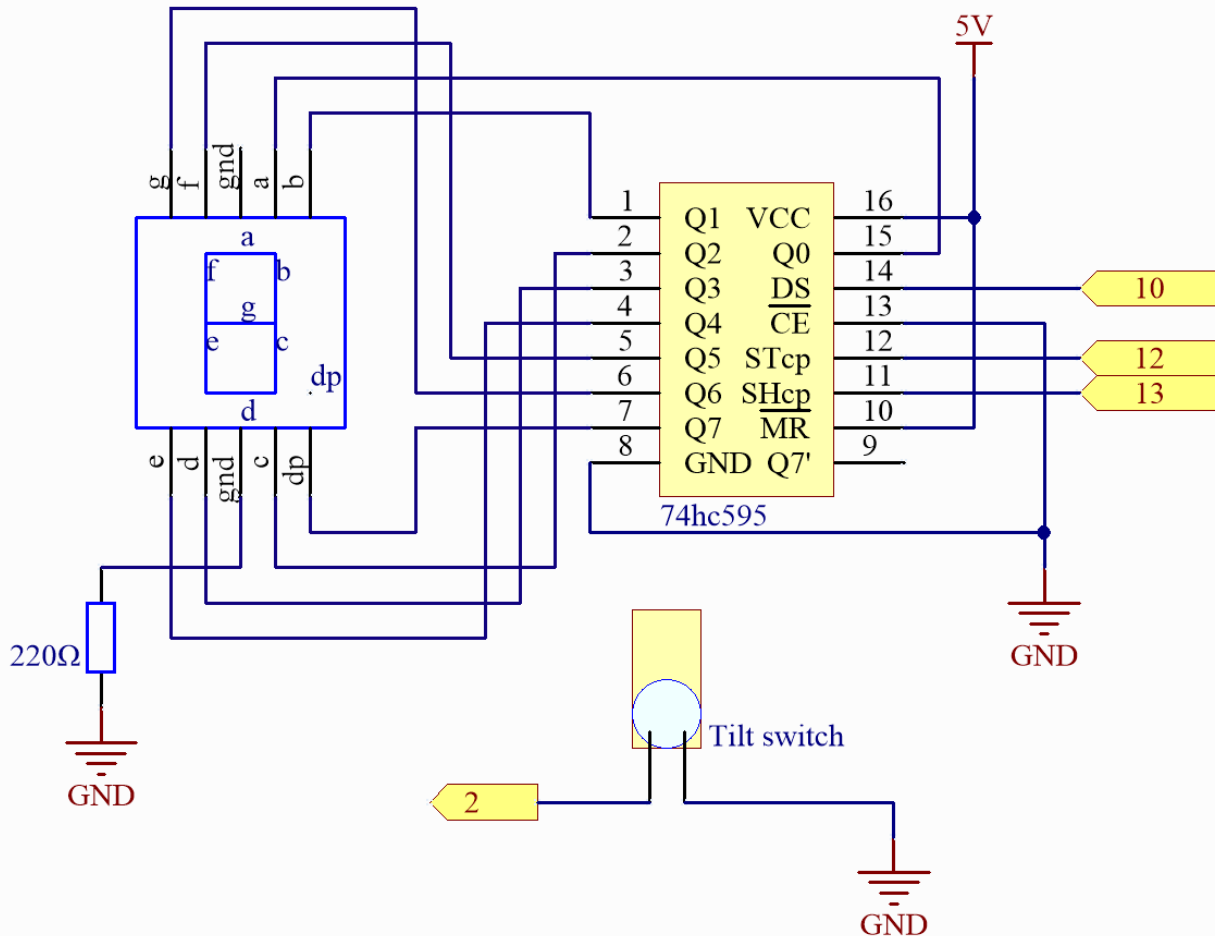 5V
g f gnd a b
a
f b
g
e c
dp
d
e d gnd c dp
1 Q1 VCC 16
2 Q2 Q0 15
3 Q3 DS 14
4 Q4 CE 13
5 Q5 STcp 12
6 Q6 SHcp 11
7 Q7 MR 10
8 GND Q7' 9
74hc595
10
12
13
220Ω
GND
GND
Tilt switch
2
GND